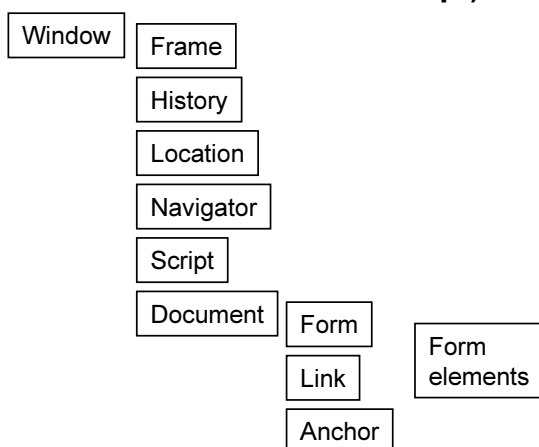 Window
Frame
History
Location
Navigator
Script
Document
Form
Link
Anchor
Form
elements